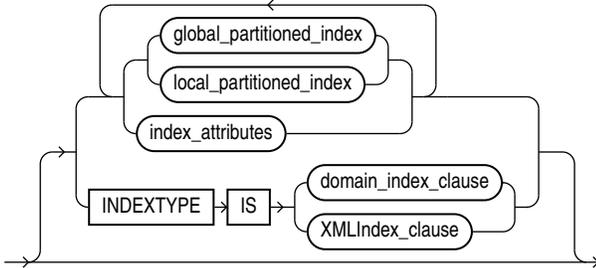 global_partitioned_index
local_partitioned_index
index_attributes
domain_index_clause
INDEXTYPE IS
XMLIndex_clause